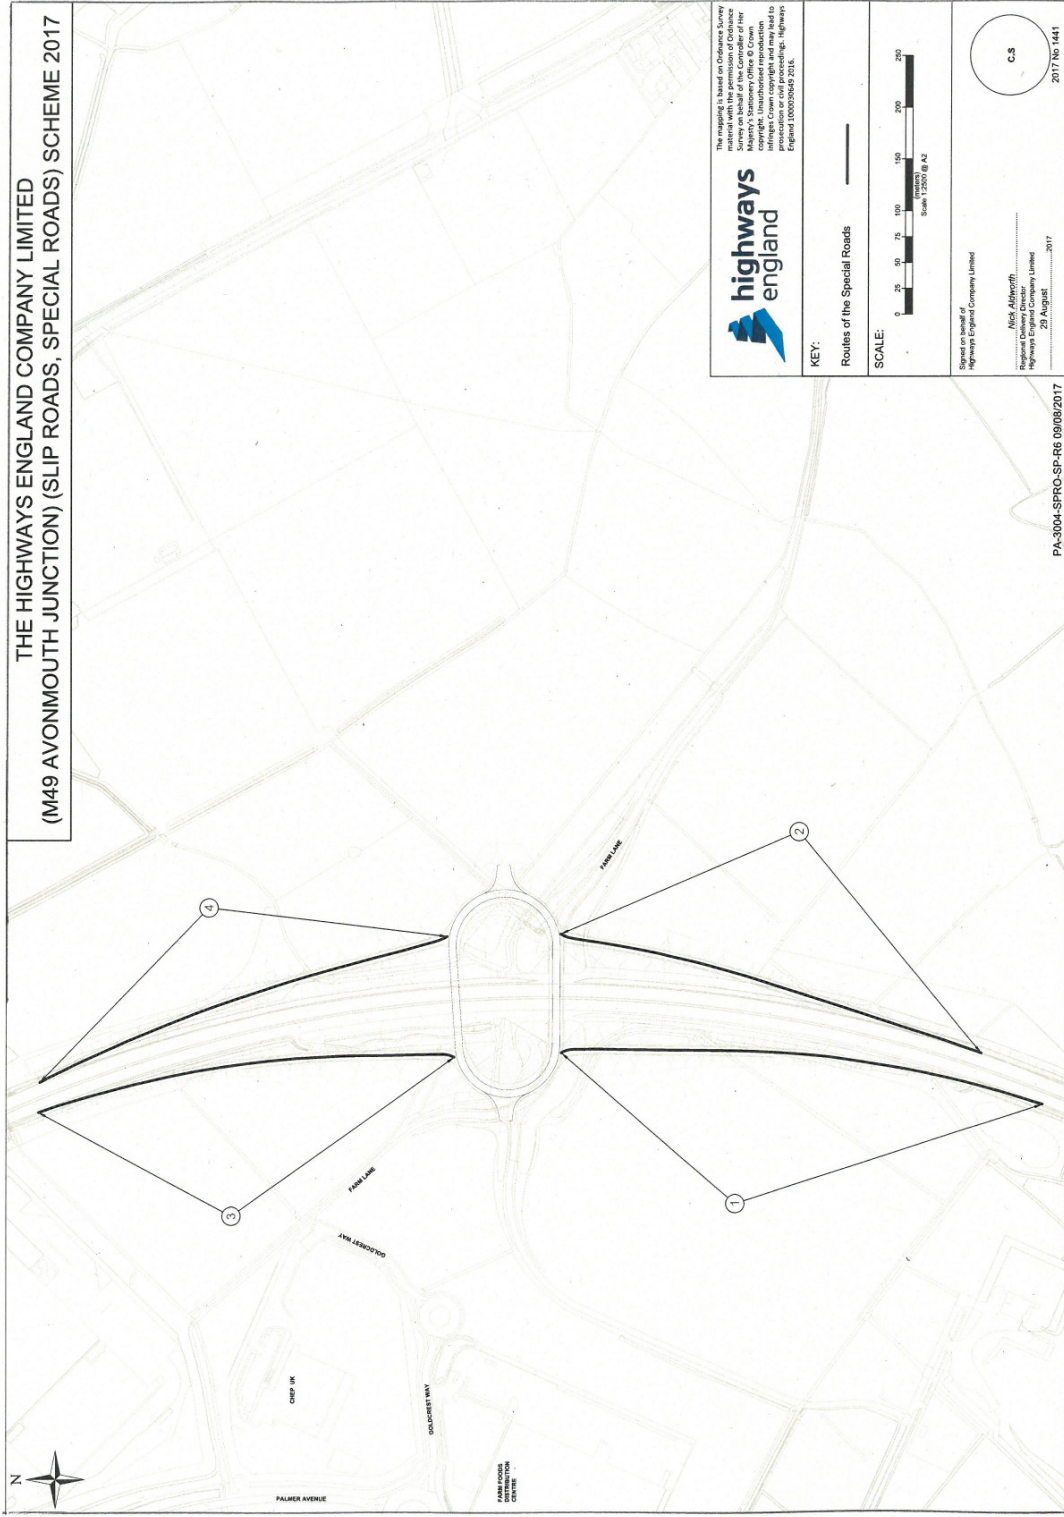 THE HIGHWAYS ENGLAND COMPANY LIMITED
(M49 AVONMOUTH JUNCTION) (SLIP ROADS, SPECIAL ROADS) SCHEME 2017
N
4
3
2
1
FARM LANE
FARM LANE
GOLDCREST WAY
GOLDCREST WAY
CHEP UK
PALMER AVENUE
FARM FOODS
DISTRIBUTION
CENTRE
highways
england
The mapping is based on Ordnance Survey
material with the permission of Ordnance
Survey on behalf of the Controller of Her
Majesty's Stationery Office © Crown
copyright. Unauthorised reproduction
infringes Crown copyright and may lead to
prosecution or civil proceedings. Highways
England 100030649 2016.
KEY:
Routes of the Special Roads
SCALE:
0 25 50 75 100 150 200 250
(meters)
Scale 1:2500 @ A2
Signed on behalf of
Highways England Company Limited
Nick Aldworth
Regional Delivery Director
Highways England Company Limited
29 August 2017
C.S
2017 No 1441
PA-3004-SPRO-SP-R6 09/08/2017